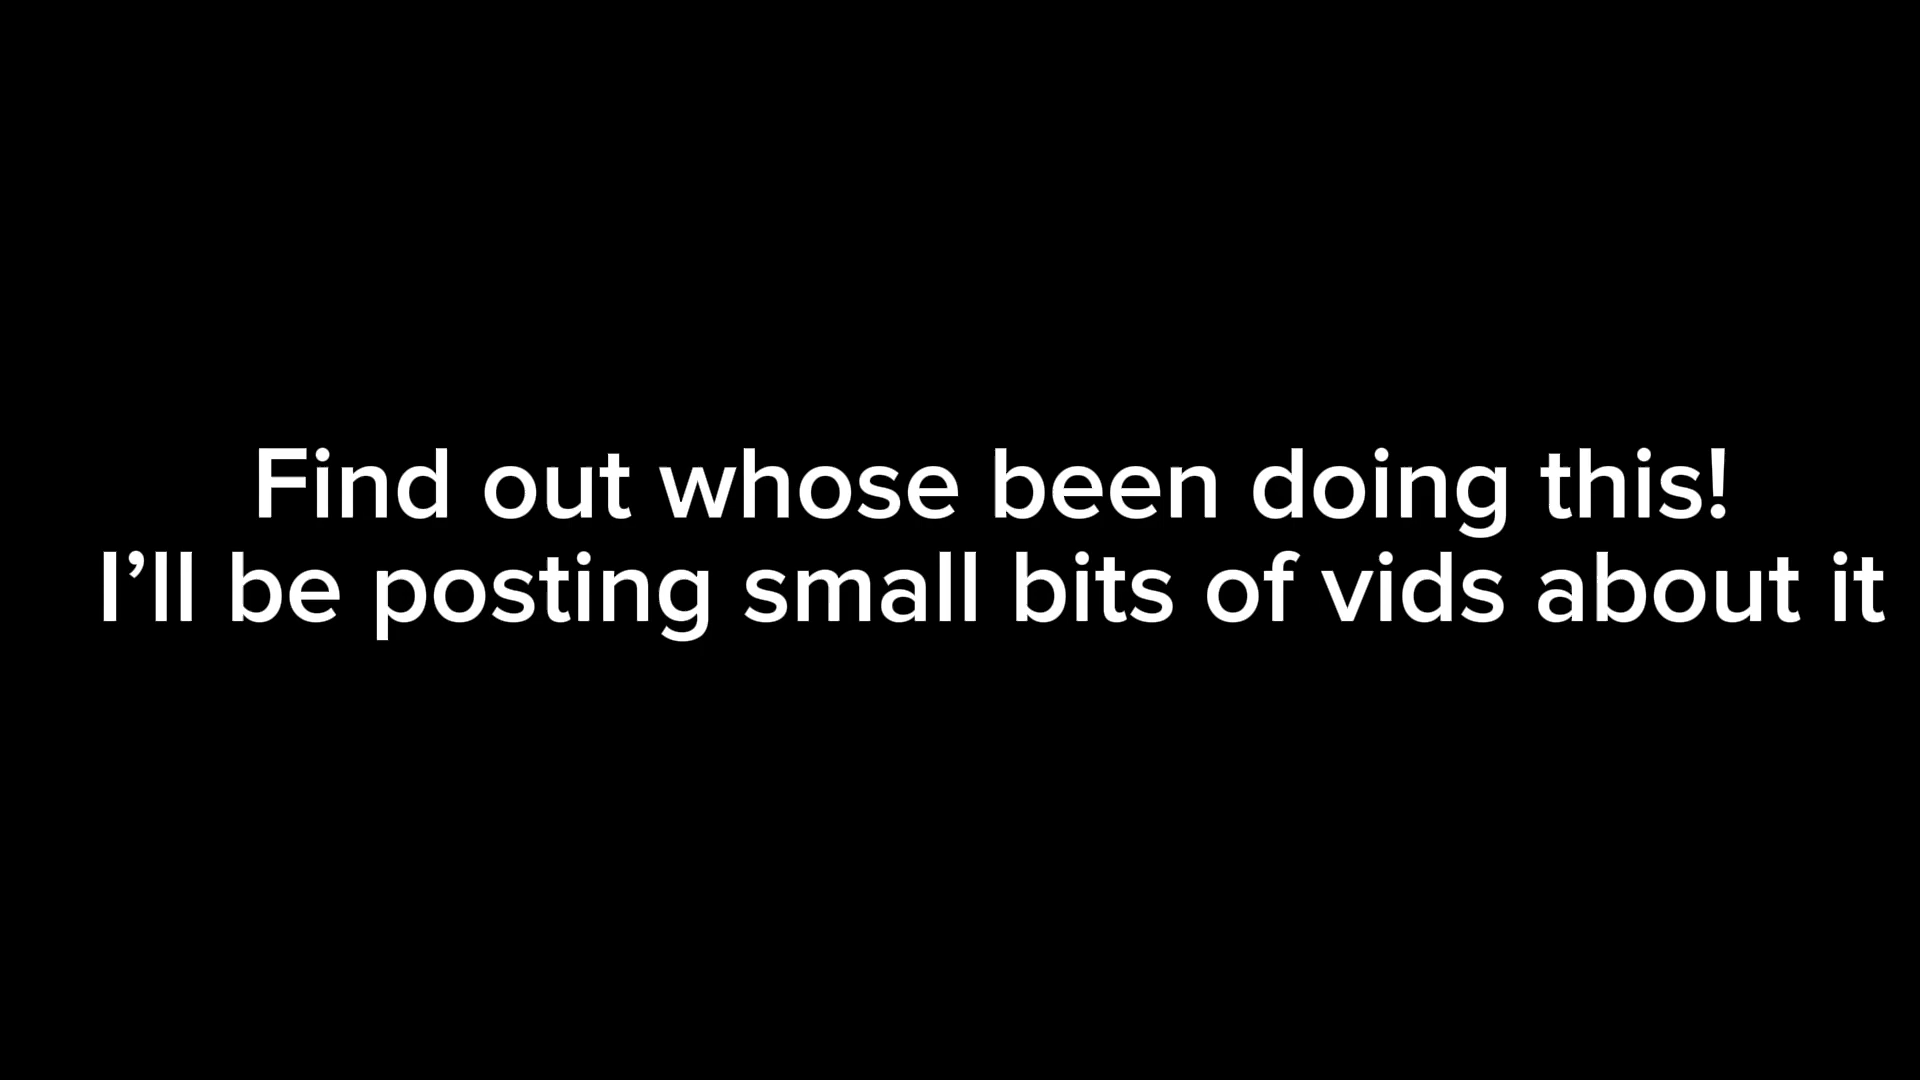 Find out whose been doing this!
I’ll be posting small bits of vids about it